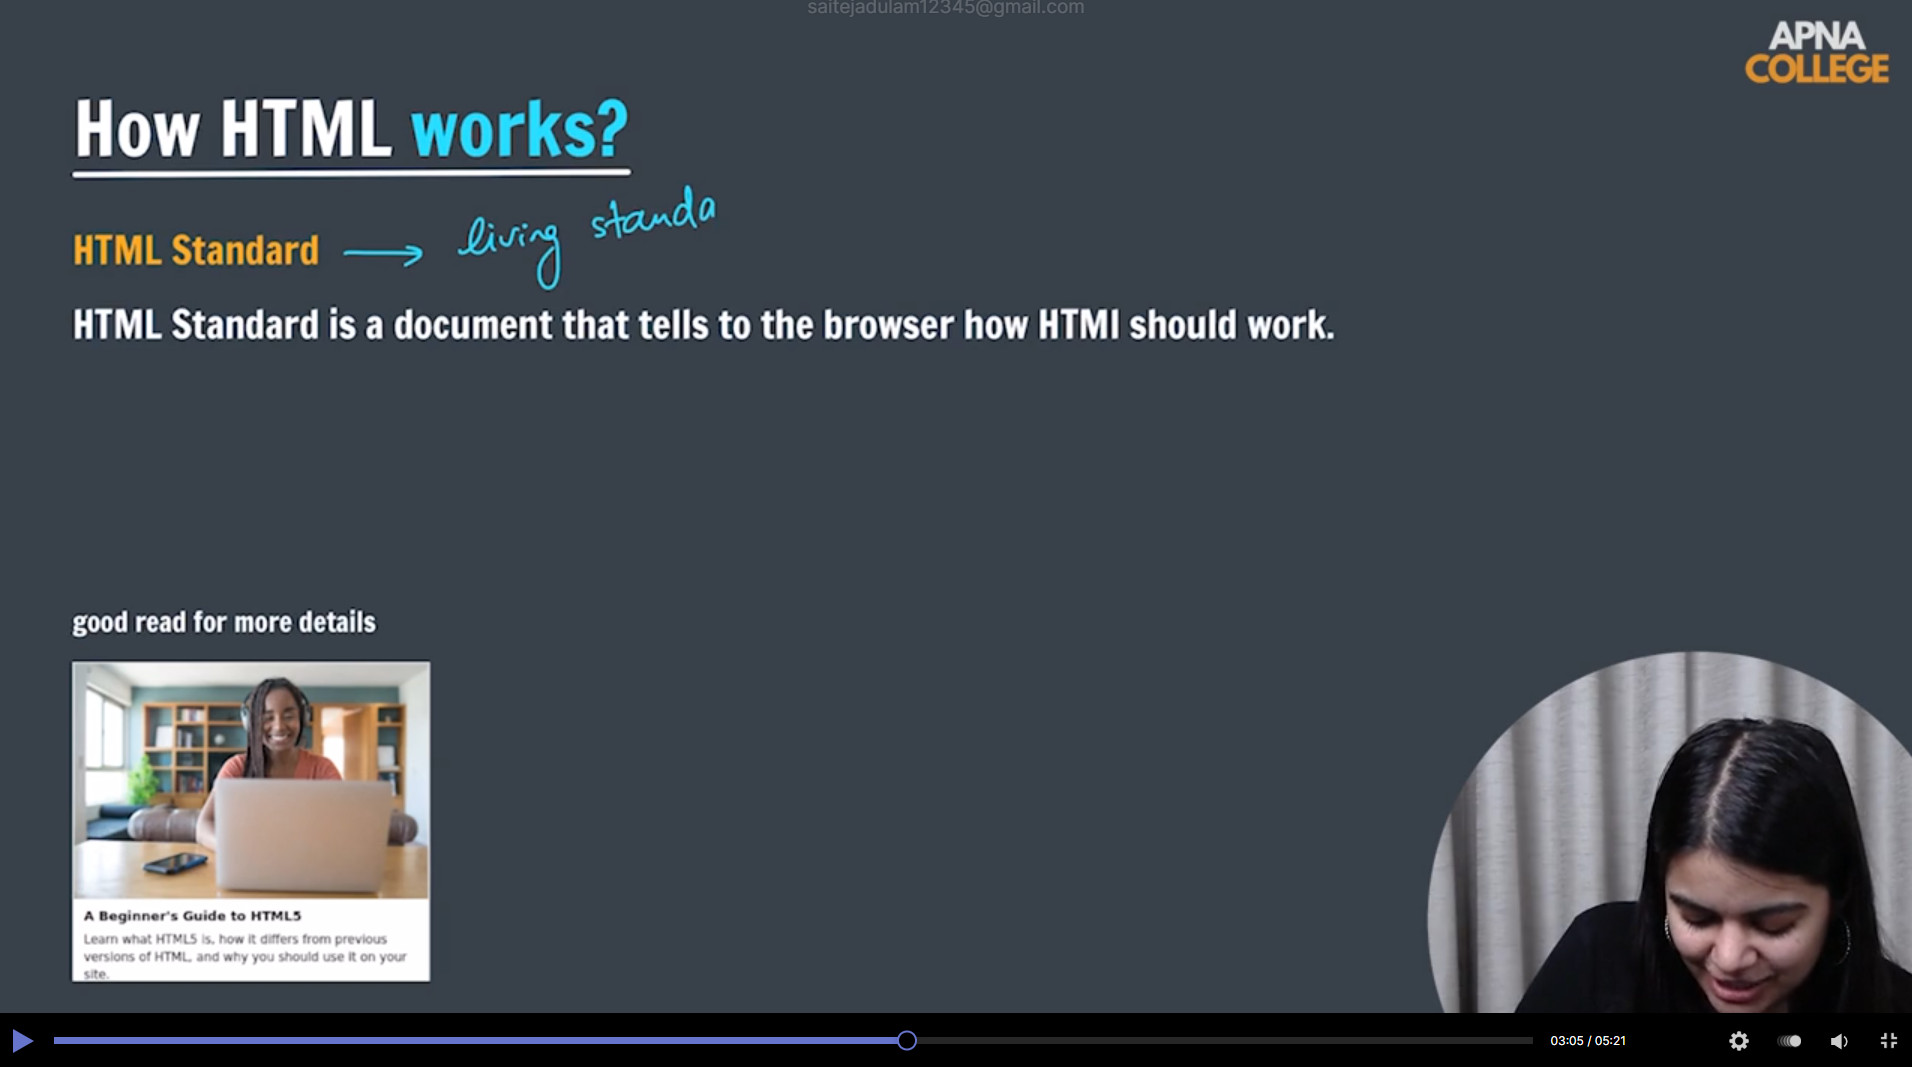 saitejadulam12345@gmail.com
APNA
COLLEGE
How HTML works?
HTML Standard → living standa
HTML Standard is a document that tells to the browser how HTMl should work.
good read for more details
A Beginner's Guide to HTML5
Learn what HTML5 is, how it differs from previous
versions of HTML, and why you should use it on your
site.
03:05 / 05:21